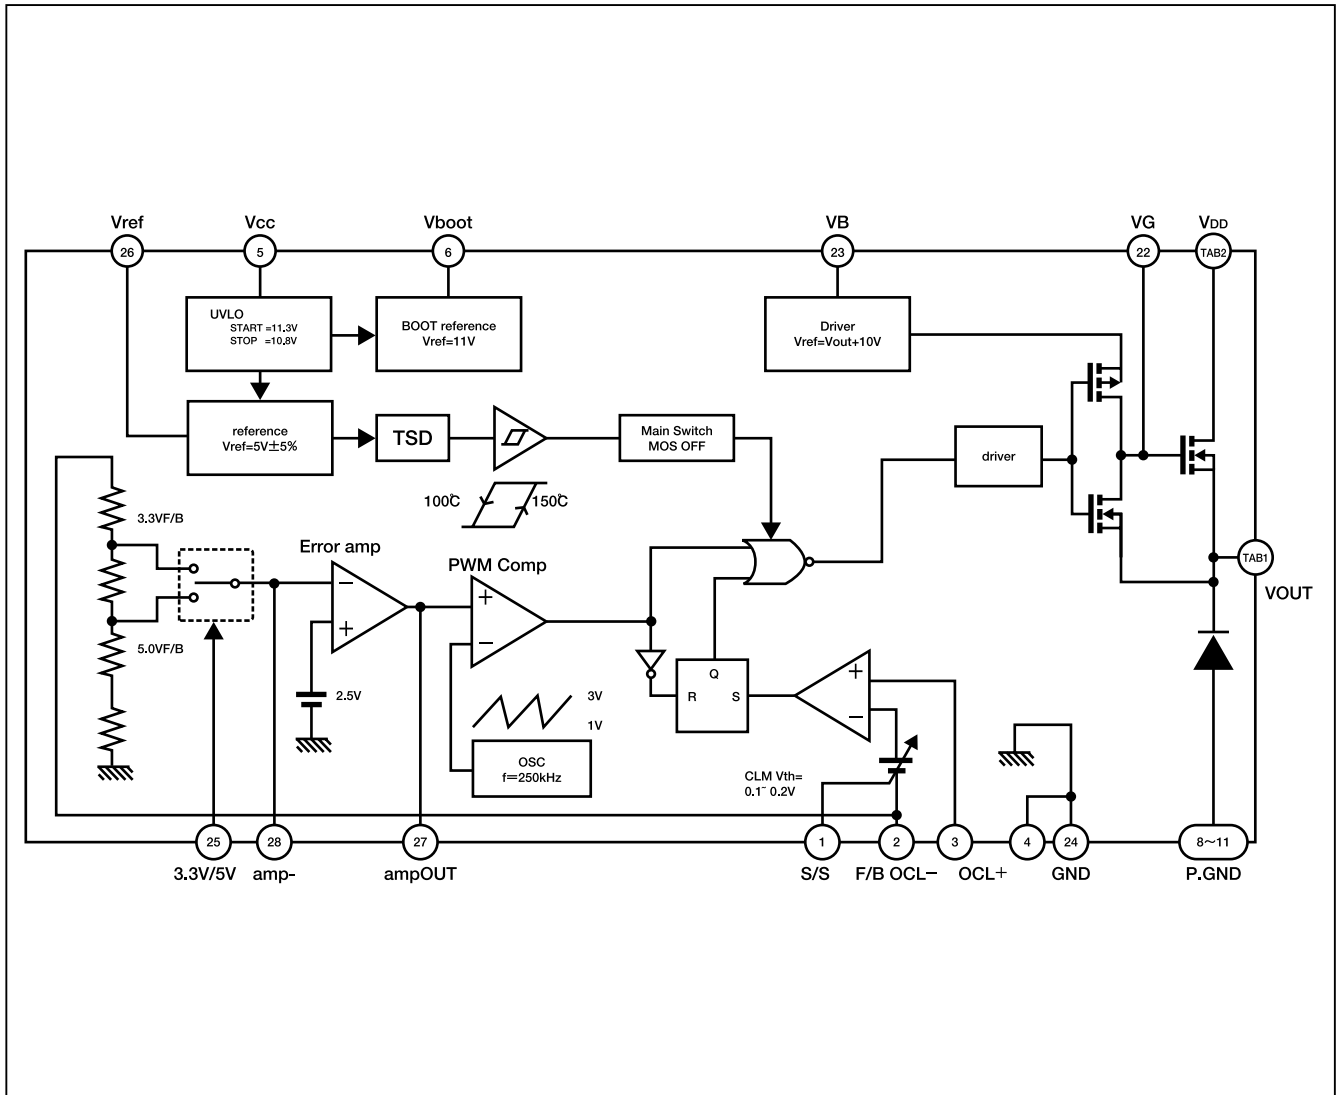 Vref
Vcc
Vboot
VB
VG
VDD
26
5
6
23
22
TAB2
UVLO
START =11.3V
STOP =10.8V
BOOT reference
Vref=11V
Driver
Vref=Vout+10V
reference
Vref=5V±5%
TSD
Main Switch
MOS OFF
driver
100℃
150℃
3.3VF/B
Error amp
PWM Comp
−
+
+
−
TAB1
VOUT
5.0VF/B
2.5V
Q
R
S
+
−
3V
1V
OSC
f=250kHz
CLM Vth=
0.1~ 0.2V
25
28
27
1
2
3
4
24
8~11
3.3V/5V
amp-
ampOUT
S/S
F/B OCL−
OCL+
GND
P.GND